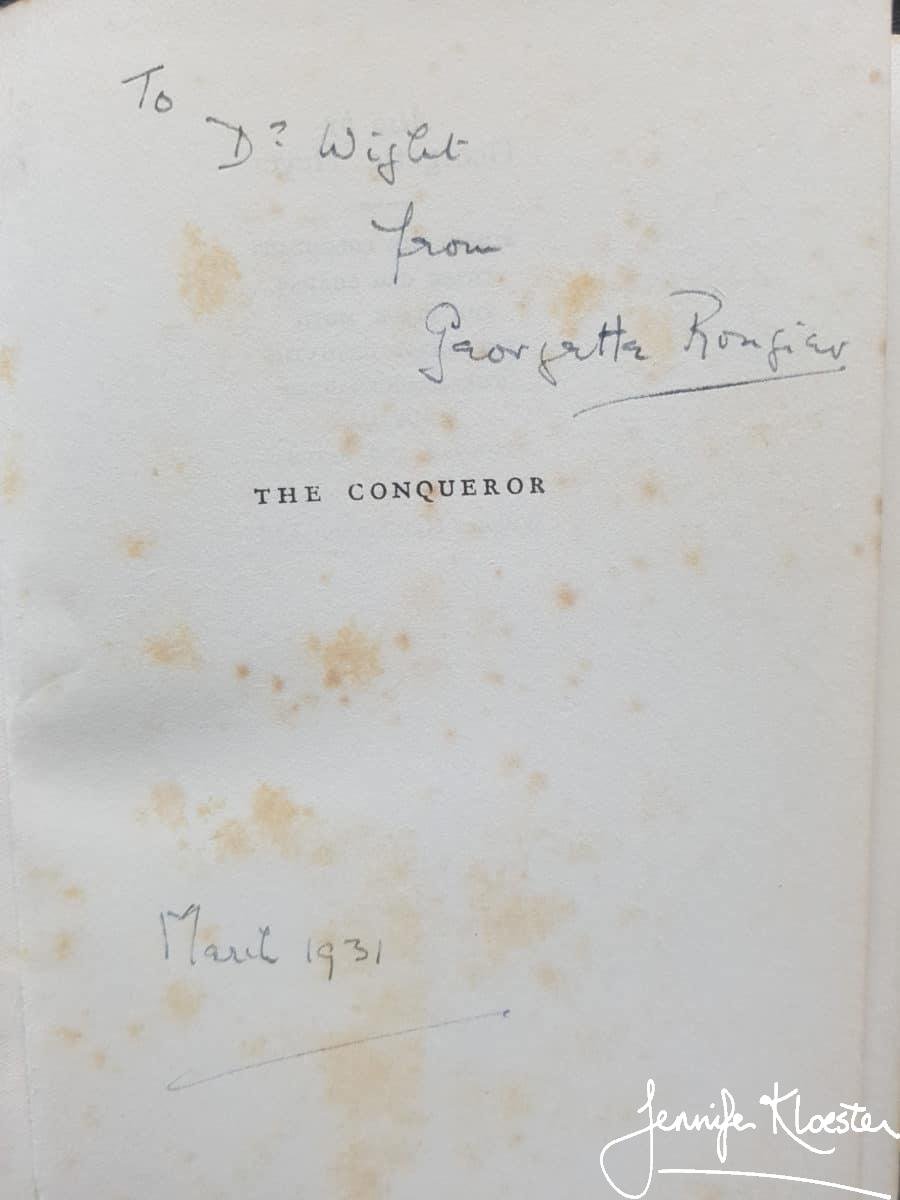 To
Dr Wight
from
Georgette Rougier
THE CONQUEROR
March 1931
Jennifer Kloester